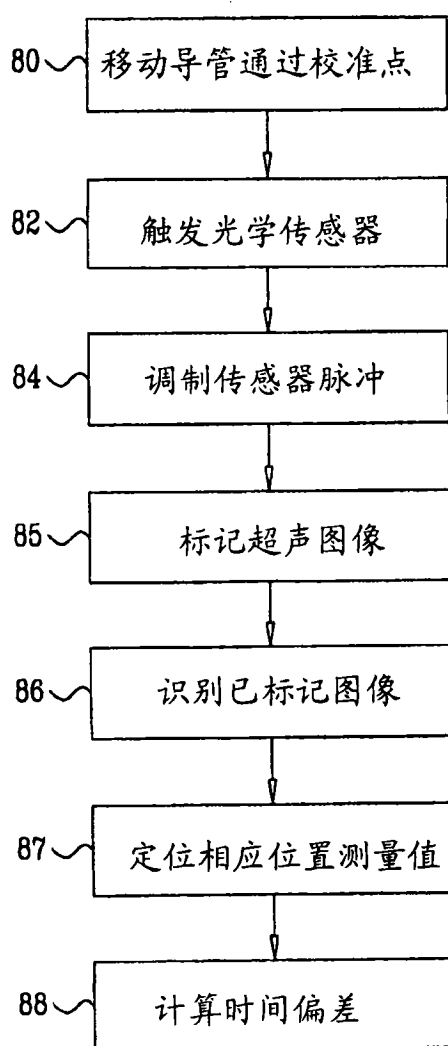 80 移动导管通过校准点
82 触发光学传感器
84 调制传感器脉冲
85 标记超声图像
86 识别已标记图像
87 定位相应位置测量值
88 计算时间偏差